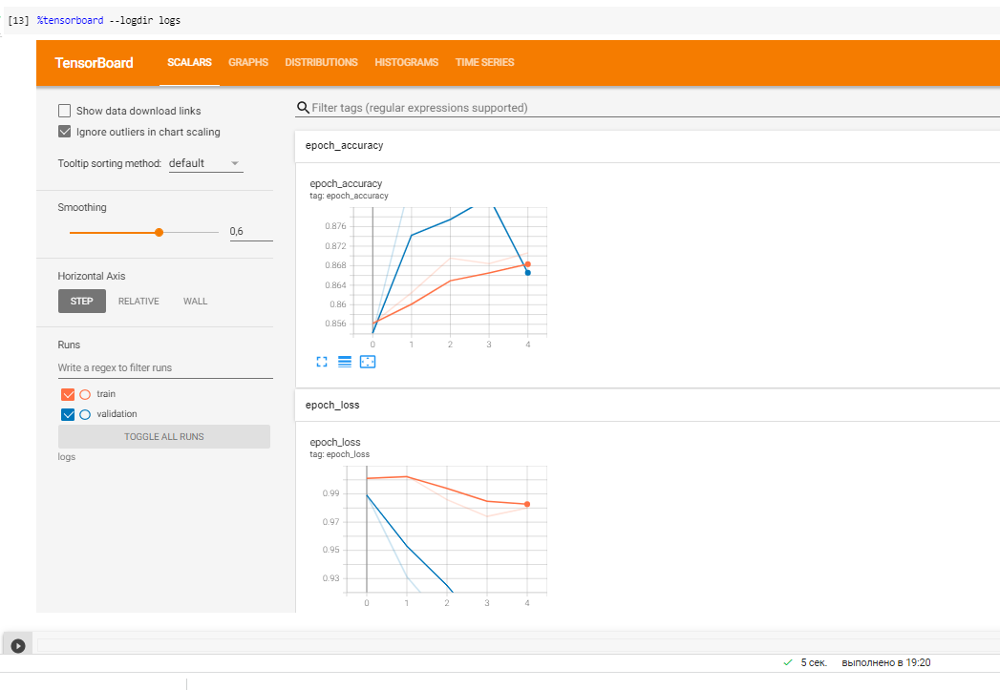 [13] %tensorboard --logdir logs
TensorBoard SCALARS GRAPHS DISTRIBUTIONS HISTOGRAMS TIME SERIES
Show data download links
Ignore outliers in chart scaling
Tooltip sorting method: default
Smoothing
0,6
Horizontal Axis
STEP RELATIVE WALL
Runs
Write a regex to filter runs
train
validation
TOGGLE ALL RUNS
logs
Filter tags (regular expressions supported)
epoch_accuracy
epoch_accuracy
tag: epoch_accuracy
0.876
0.872
0.868
0.864
0.86
0.856
0 1 2 3 4
epoch_loss
epoch_loss
tag: epoch_loss
0.99
0.97
0.95
0.93
0 1 2 3 4
5 сек. выполнено в 19:20